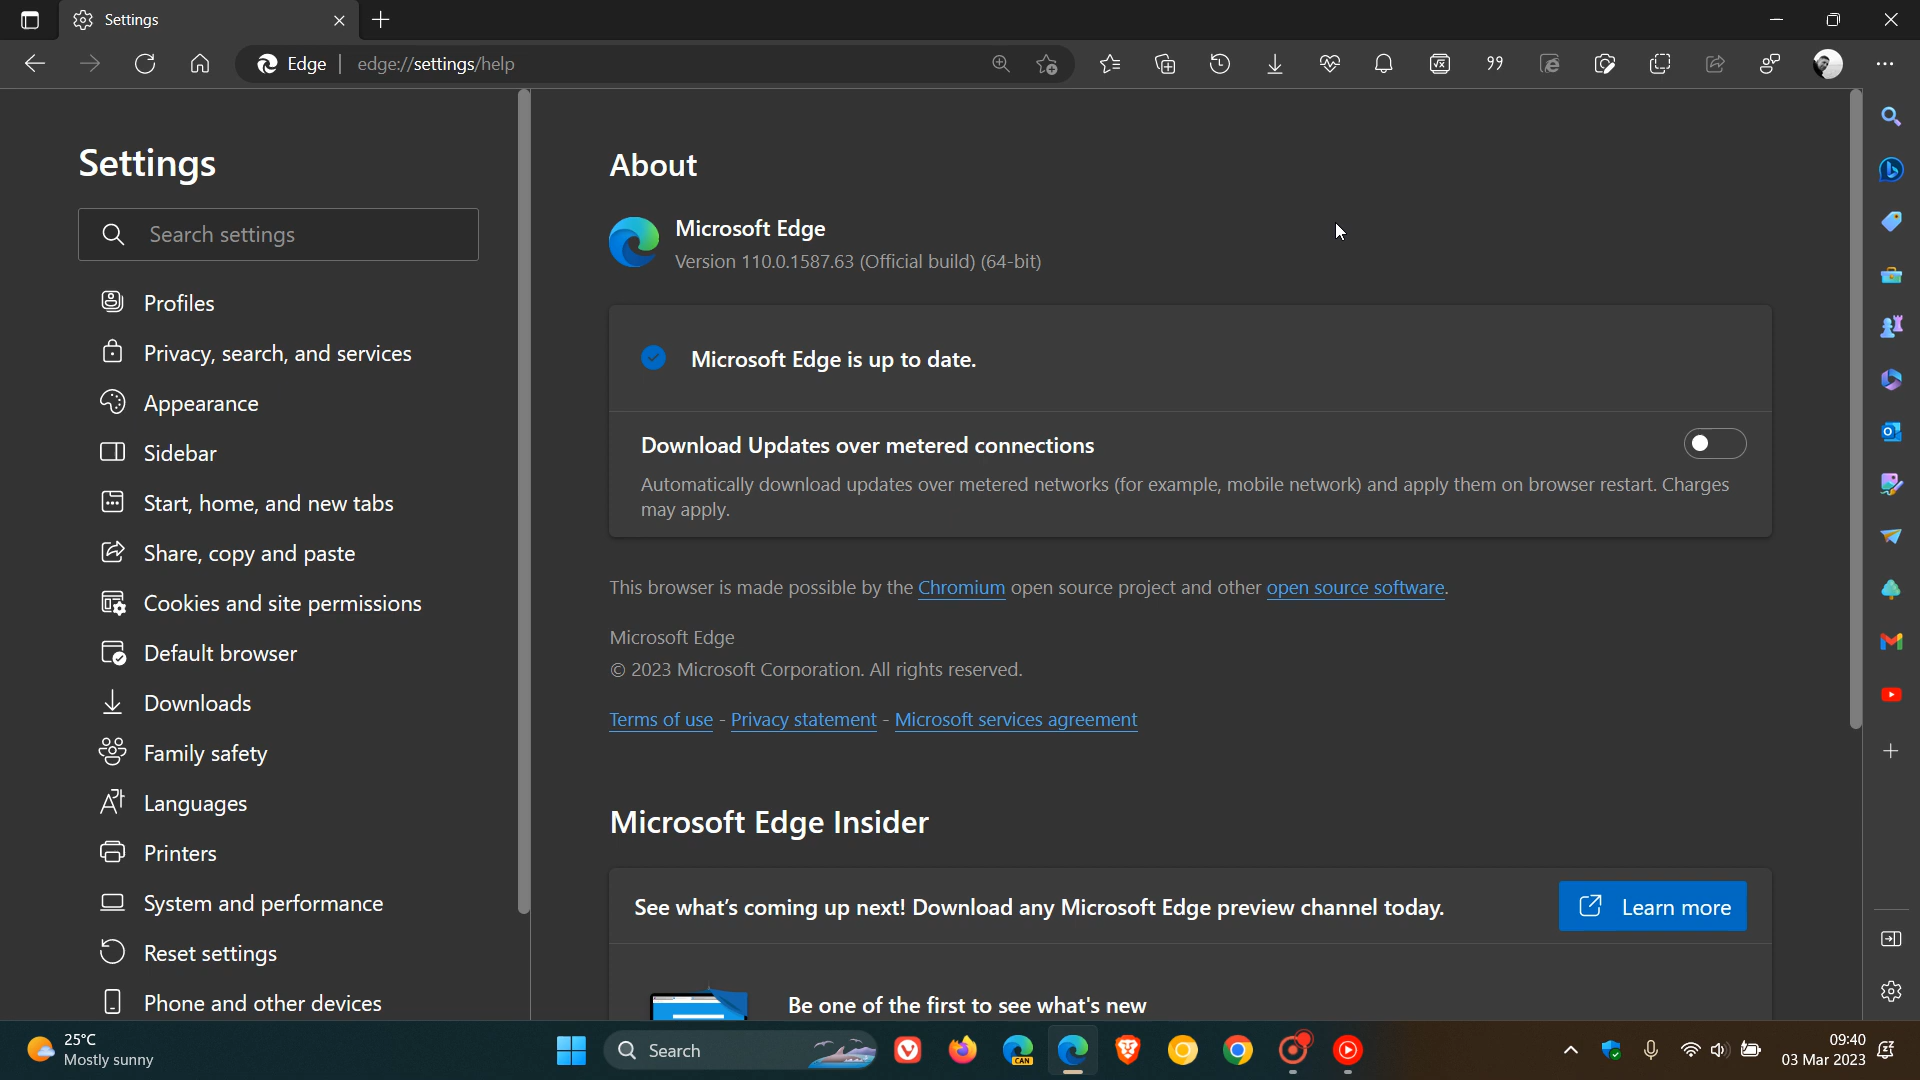 Settings
Edge
edge://settings/help
Settings
Search settings
Profiles
Privacy, search, and services
Appearance
Sidebar
Start, home, and new tabs
Share, copy and paste
Cookies and site permissions
Default browser
Downloads
Family safety
Languages
Printers
System and performance
Reset settings
Phone and other devices
About
Microsoft Edge
Version 110.0.1587.63 (Official build) (64-bit)
Microsoft Edge is up to date.
Download Updates over metered connections
Automatically download updates over metered networks (for example, mobile network) and apply them on browser restart. Charges
may apply.
This browser is made possible by the Chromium open source project and other open source software.
Microsoft Edge
© 2023 Microsoft Corporation. All rights reserved.
Terms of use - Privacy statement - Microsoft services agreement
Microsoft Edge Insider
See what's coming up next! Download any Microsoft Edge preview channel today.
Learn more
Be one of the first to see what's new
25°C
Mostly sunny
Search
CAN
09:40
03 Mar 2023